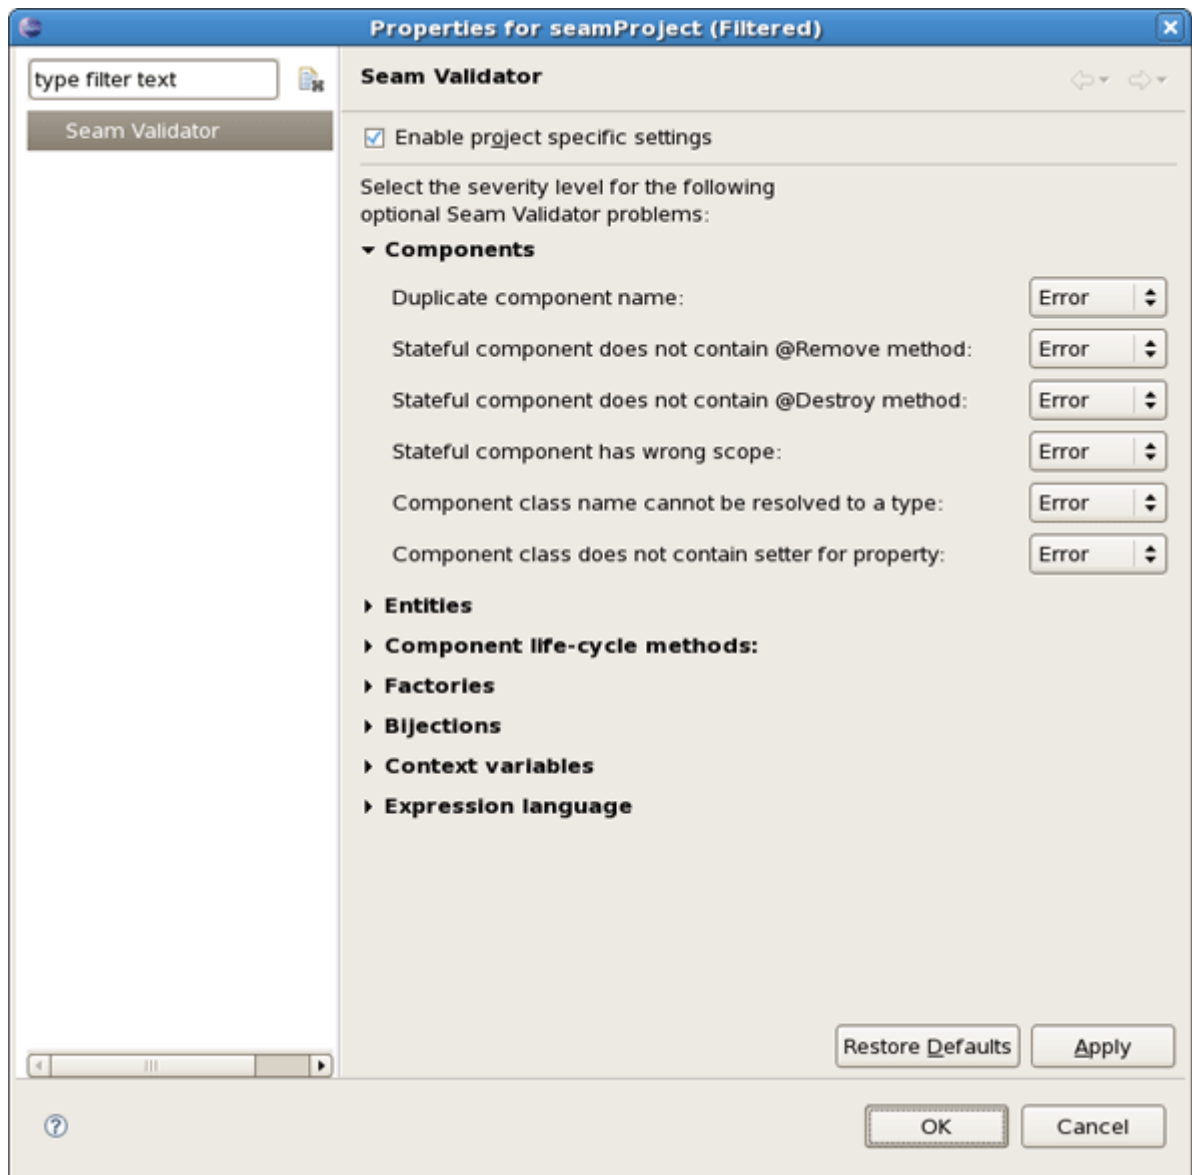 Properties for seamProject (Filtered)
type filter text
Seam Validator
Seam Validator
Enable project specific settings
Select the severity level for the following
optional Seam Validator problems:
Components
Duplicate component name: Error
Stateful component does not contain @Remove method: Error
Stateful component does not contain @Destroy method: Error
Stateful component has wrong scope: Error
Component class name cannot be resolved to a type: Error
Component class does not contain setter for property: Error
Entities
Component life-cycle methods:
Factories
Bijections
Context variables
Expression language
Restore Defaults Apply
OK Cancel